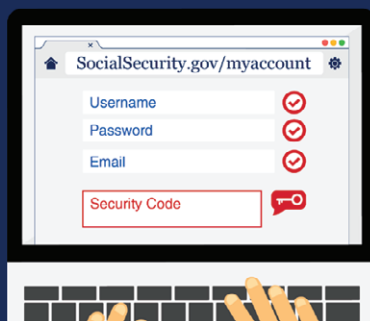 SocialSecurity.gov/myaccount
Username
Password
Email
Security Code